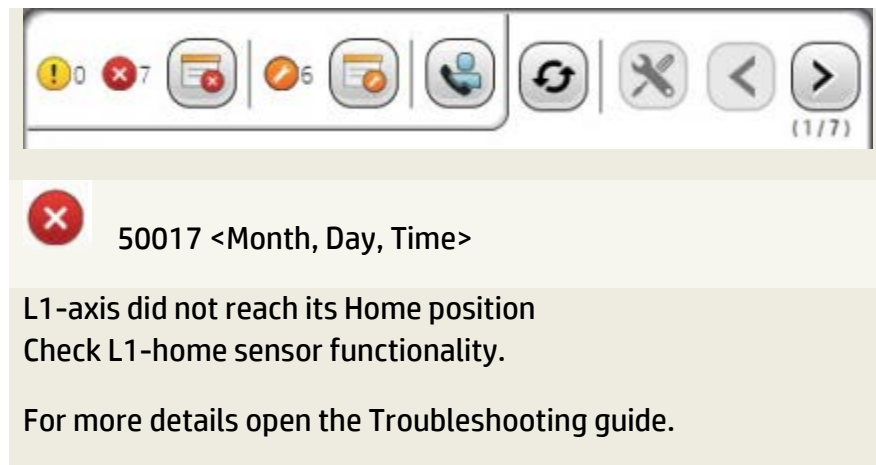 0 7 6
(1/7)
50017 <Month, Day, Time>
L1-axis did not reach its Home position
Check L1-home sensor functionality.
For more details open the Troubleshooting guide.